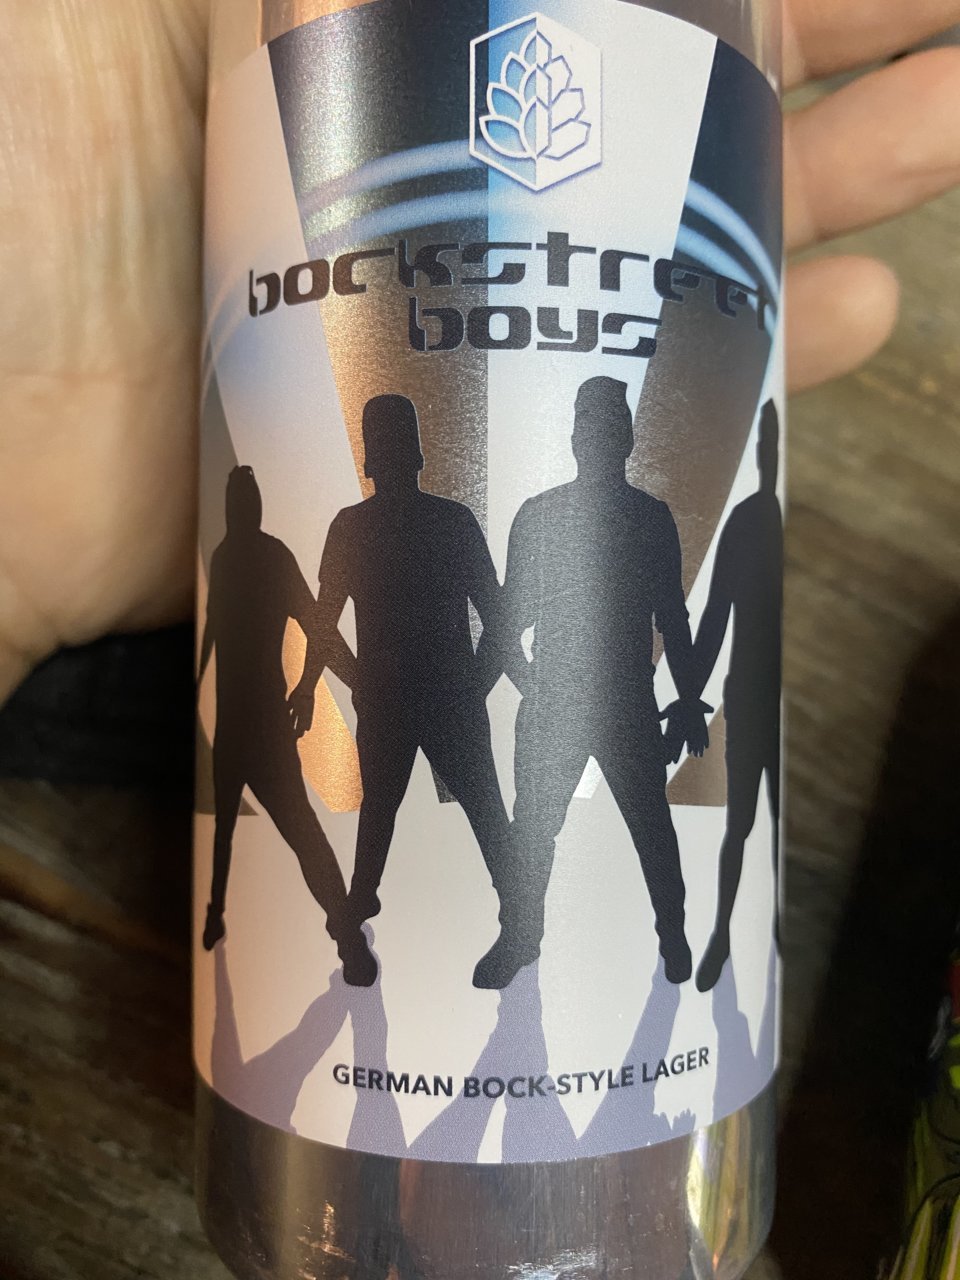 bockstreet
boys
GERMAN BOCK-STYLE LAGER